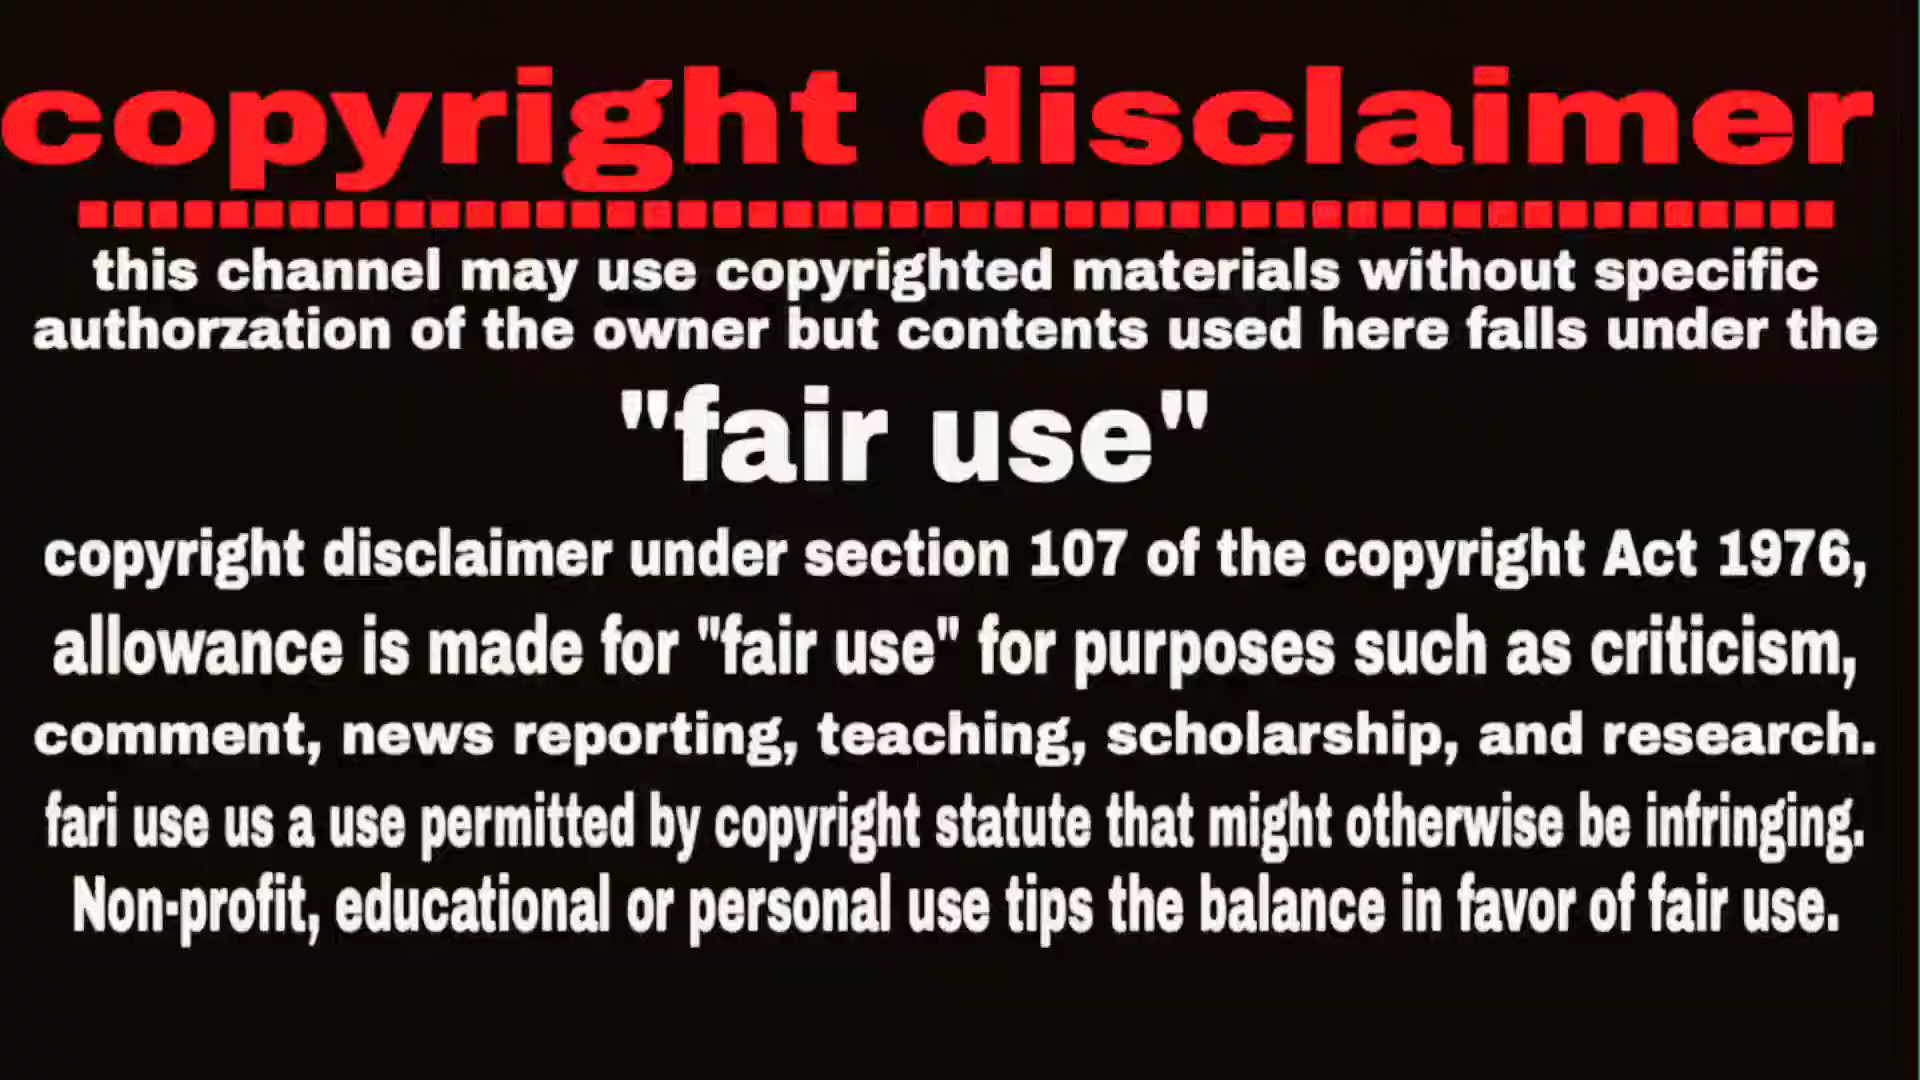 copyright disclaimer
this channel may use copyrighted materials without specific
authorzation of the owner but contents used here falls under the
"fair use"
copyright disclaimer under section 107 of the copyright Act 1976,
allowance is made for "fair use" for purposes such as criticism,
comment, news reporting, teaching, scholarship, and research.
fari use us a use permitted by copyright statute that might otherwise be infringing.
Non-profit, educational or personal use tips the balance in favor of fair use.